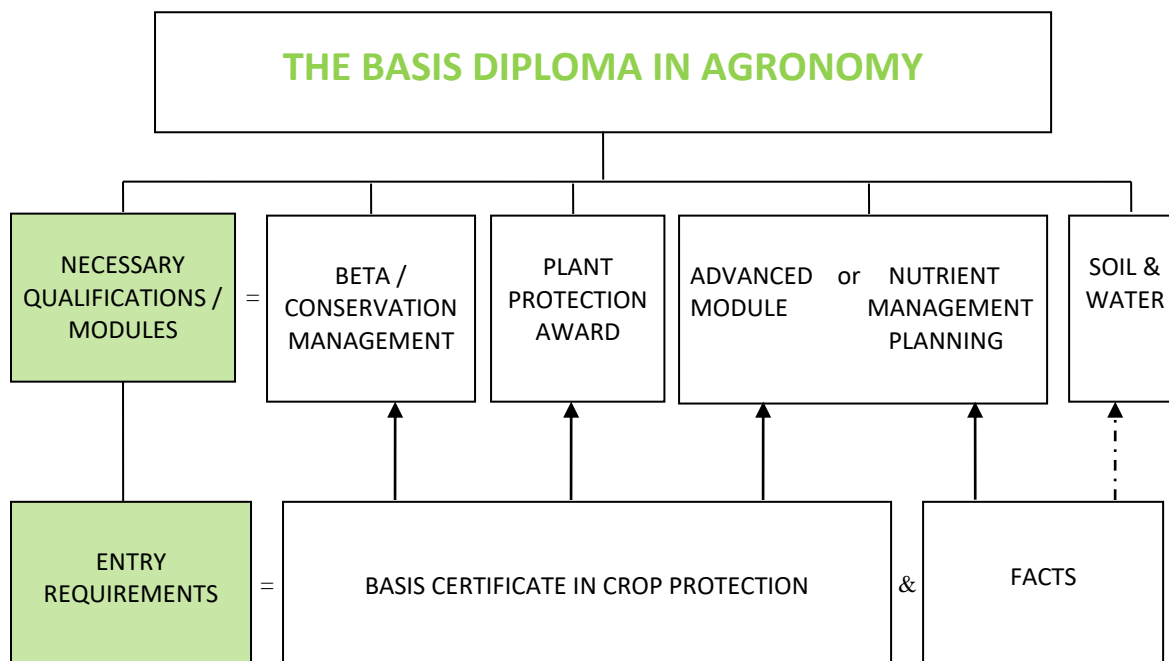 THE BASIS DIPLOMA IN AGRONOMY
NECESSARY
QUALIFICATIONS /
MODULES
=
BETA /
CONSERVATION
MANAGEMENT
PLANT
PROTECTION
AWARD
ADVANCED or NUTRIENT
MODULE MANAGEMENT
PLANNING
SOIL &
WATER
ENTRY
REQUIREMENTS
=
BASIS CERTIFICATE IN CROP PROTECTION
&
FACTS